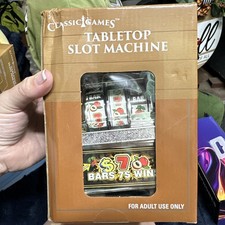 CLASSIC GAMES
TABLETOP
SLOT MACHINE
$7
BARS 7S WIN
FOR ADULT USE ONLY